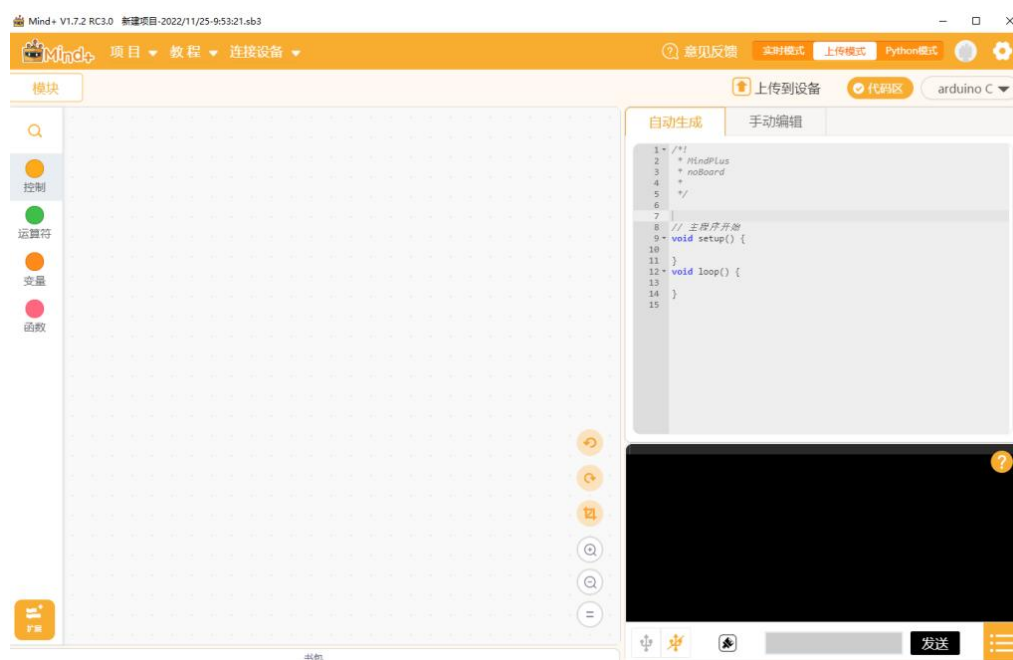 Mind+ V1.7.2 RC3.0 新建项目-2022/11/25-9:53:21.sb3
Mind+ 项目 教程 连接设备 意见反馈 实时模式 上传模式 Python模式
模块 上传到设备 代码区 arduino C
自动生成 手动编辑
控制
运算符
变量
函数
扩展
1 /*!
2 * MindPlus
3 * noBoard
4 *
5 */
6
7
8 // 主程序开始
9 void setup() {
10
11 }
12 void loop() {
13
14 }
15
书包
发送